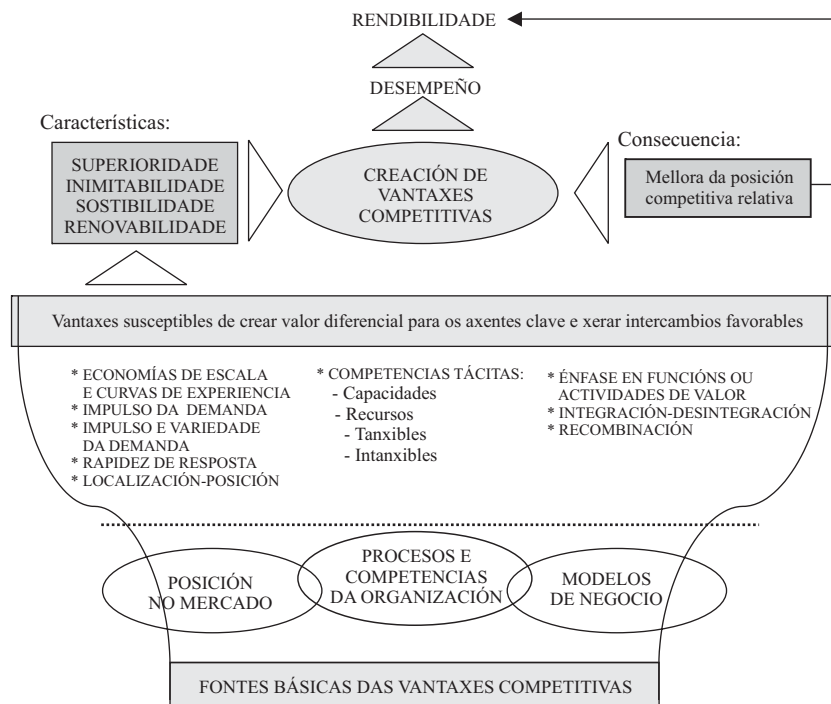 RENDIBILIDADE
DESEMPEÑO
Características:
SUPERIORIDADE
INIMITABILIDADE
SOSTIBILIDADE
RENOVABILIDADE
CREACIÓN DE
VANTAXES
COMPETITIVAS
Consecuencia:
Mellora da posición
competitiva relativa
Vantaxes susceptibles de crear valor diferencial para os axentes clave e xerar intercambios favorables
* ECONOMÍAS DE ESCALA
E CURVAS DE EXPERIENCIA
* IMPULSO DA DEMANDA
* IMPULSO E VARIEDADE
DA DEMANDA
* RAPIDEZ DE RESPOSTA
* LOCALIZACIÓN-POSICIÓN
* COMPETENCIAS TÁCITAS:
- Capacidades
- Recursos
- Tanxibles
- Intanxibles
* ÉNFASE EN FUNCIÓNS OU
ACTIVIDADES DE VALOR
* INTEGRACIÓN-DESINTEGRACIÓN
* RECOMBINACIÓN
POSICIÓN
NO MERCADO
PROCESOS E
COMPETENCIAS
DA ORGANIZACIÓN
MODELOS
DE NEGOCIO
FONTES BÁSICAS DAS VANTAXES COMPETITIVAS